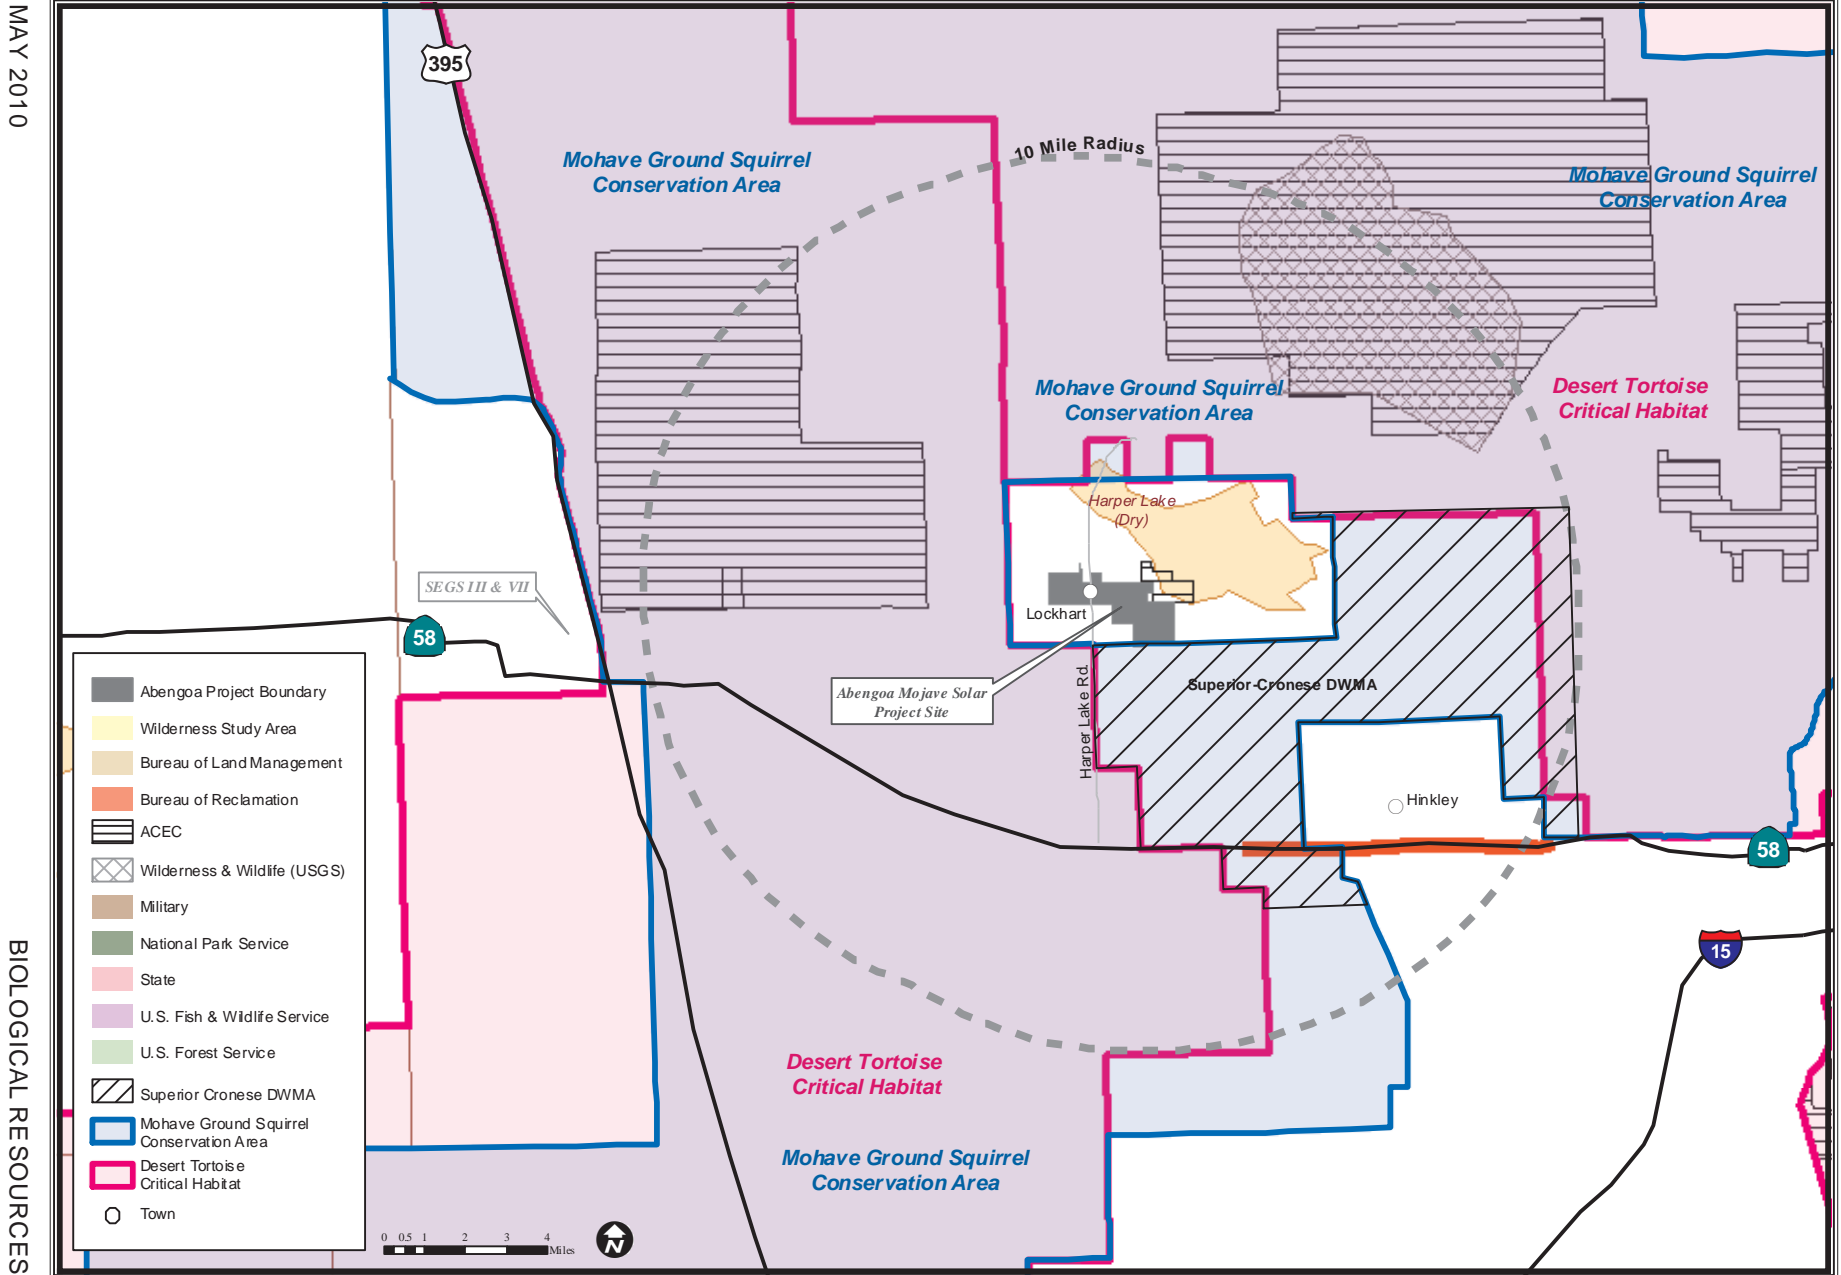 MAY 2010
BIOLOGICAL RESOURCES
395
10 Mile Radius
Mohave Ground Squirrel
Conservation Area
Mohave Ground Squirrel
Conservation Area
Mohave Ground Squirrel
Conservation Area
Desert Tortoise
Critical Habitat
Harper Lake
(Dry)
SEGS III & VII
Lockhart
58
Abengoa Mojave Solar
Project Site
Harper Lake Rd.
Superior-Cronese DWMA
Hinkley
58
15
Desert Tortoise
Critical Habitat
Mohave Ground Squirrel
Conservation Area
Abengoa Project Boundary
Wilderness Study Area
Bureau of Land Management
Bureau of Reclamation
ACEC
Wilderness & Wildlife (USGS)
Military
National Park Service
State
U.S. Fish & Wildlife Service
U.S. Forest Service
Superior Cronese DWMA
Mohave Ground Squirrel
Conservation Area
Desert Tortoise
Critical Habitat
Town
0 0.5 1 2 3 4
Miles
N